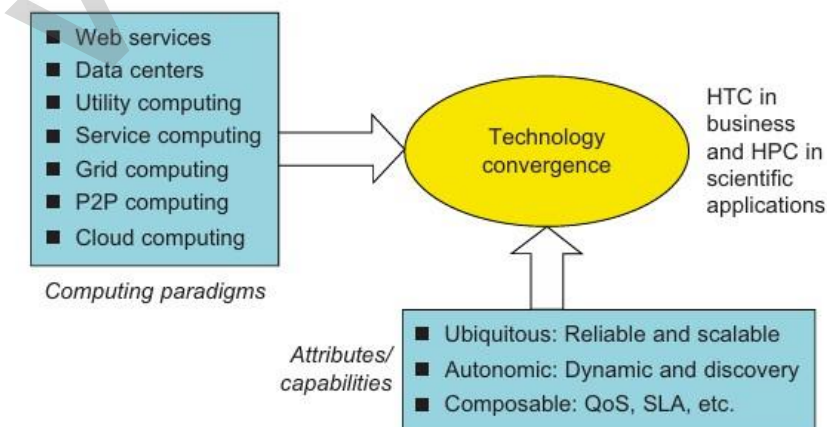 ■ Web services
■ Data centers
■ Utility computing
■ Service computing
■ Grid computing
■ P2P computing
■ Cloud computing
Computing paradigms
Technology
convergence
HTC in
business
and HPC in
scientific
applications
Attributes/
capabilities
■ Ubiquitous: Reliable and scalable
■ Autonomic: Dynamic and discovery
■ Composable: QoS, SLA, etc.